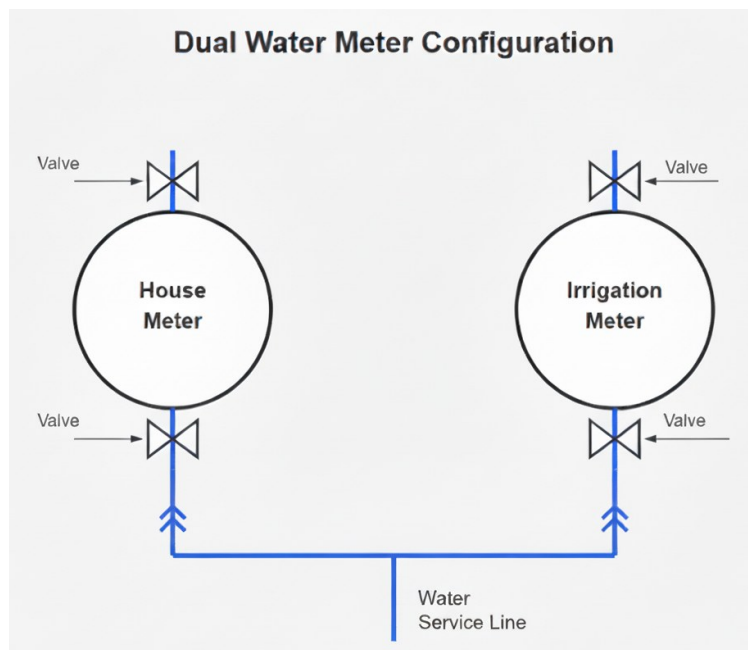 Dual Water Meter Configuration
Valve
Valve
House
Meter
Irrigation
Meter
Valve
Valve
Water
Service Line